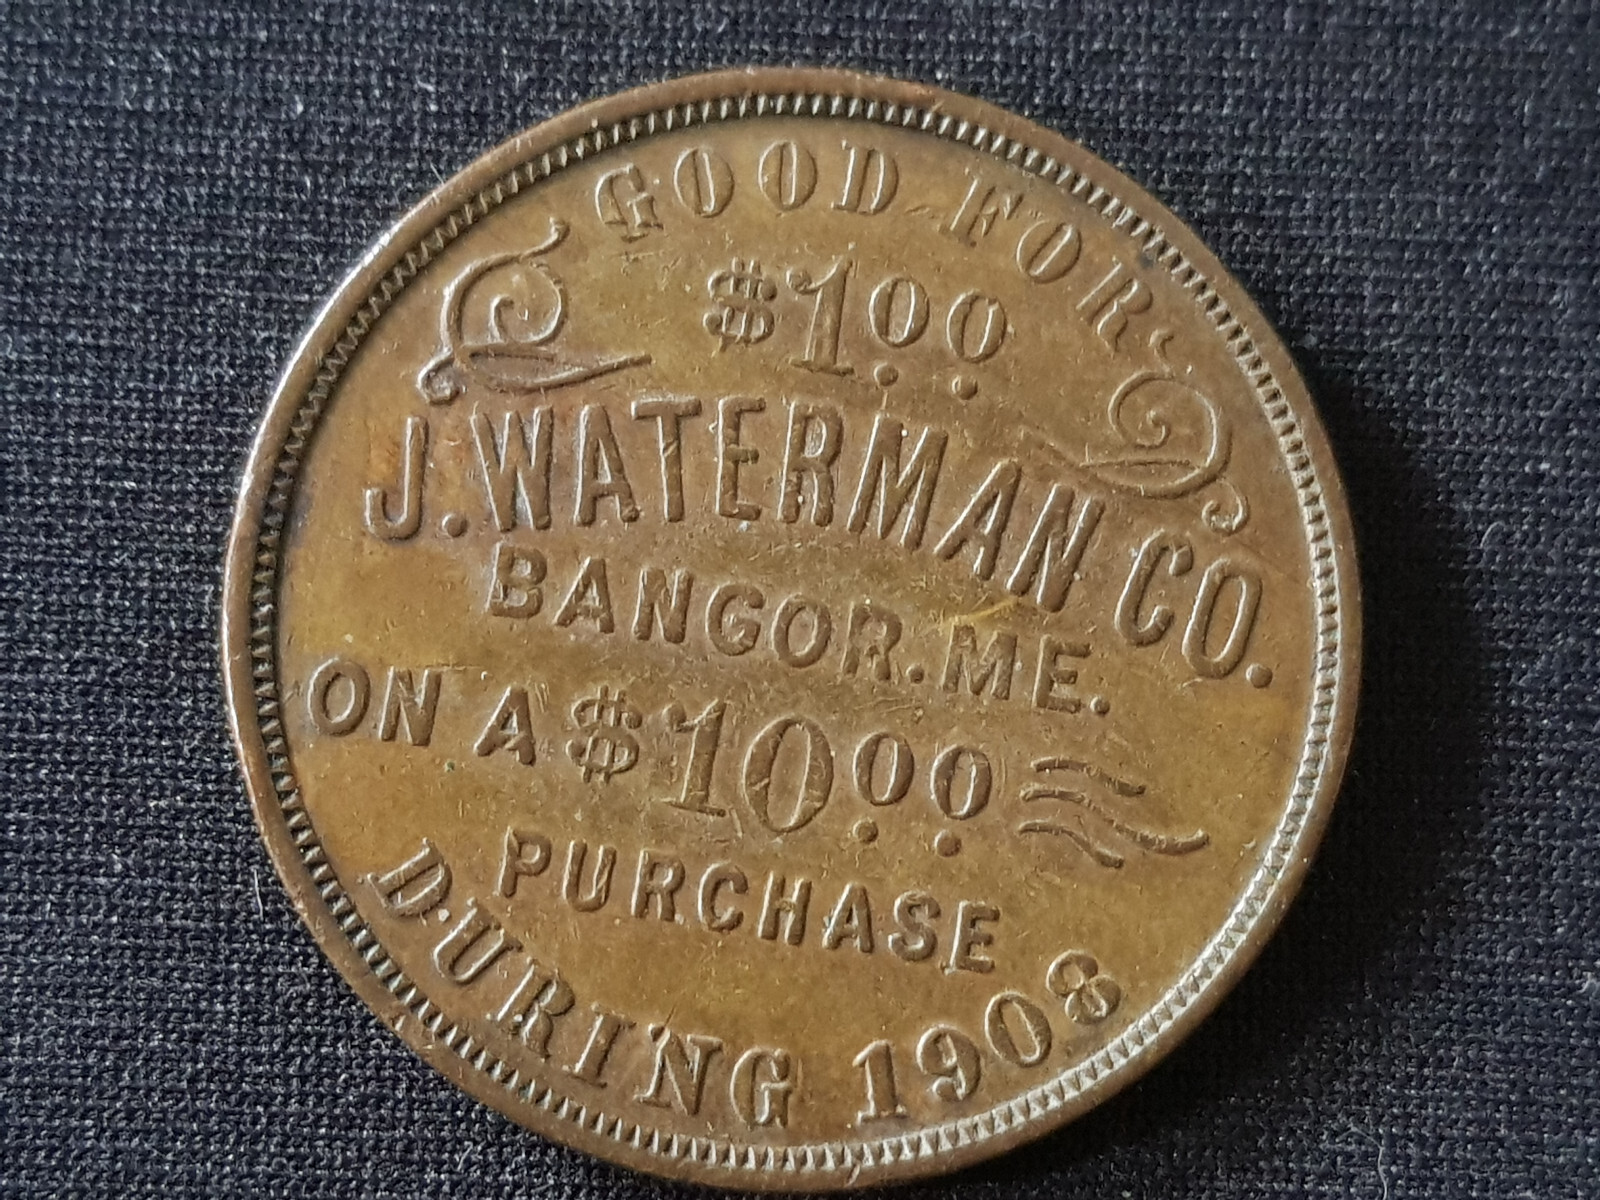 GOOD FOR
$1.00
J. WATERMAN CO.
BANGOR. ME.
ON A $10.00
PURCHASE
DURING 1908